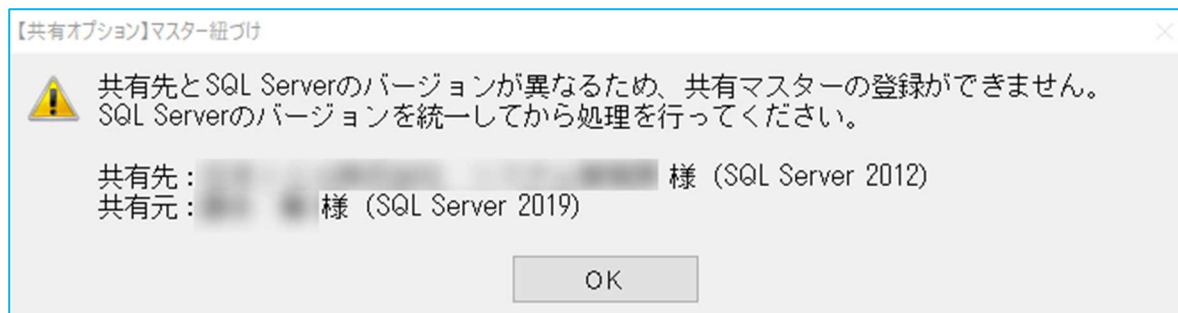 【共有オプション】マスター紐づけ
共有先とSQL Serverのバージョンが異なるため、共有マスターの登録ができません。
SQL Serverのバージョンを統一してから処理を行ってください。
共有先： 様 (SQL Server 2012)
共有元： 様 (SQL Server 2019)
OK